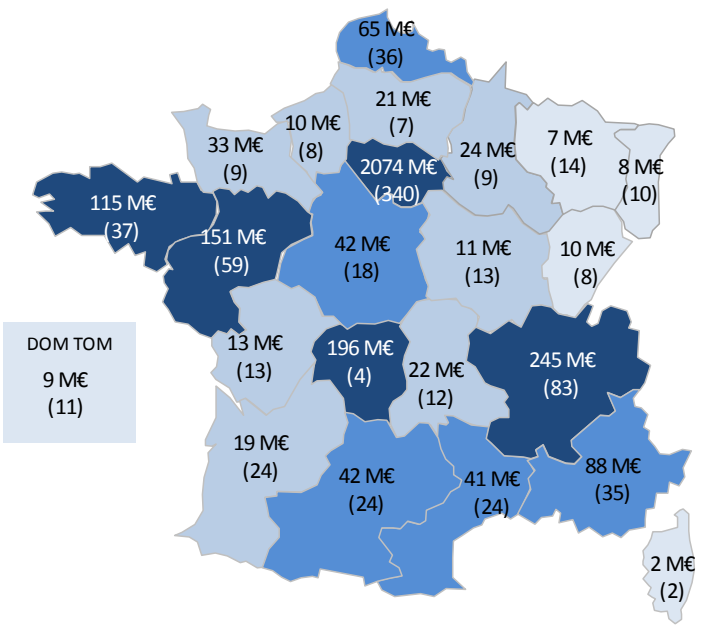 65 M€
(36)
21 M€
(7)
10 M€
(8)
33 M€
(9)
24 M€
(9)
7 M€
(14)
8 M€
(10)
2074 M€
(340)
115 M€
(37)
151 M€
(59)
42 M€
(18)
11 M€
(13)
10 M€
(8)
DOM TOM
9 M€
(11)
13 M€
(13)
196 M€
(4)
22 M€
(12)
245 M€
(83)
19 M€
(24)
42 M€
(24)
41 M€
(24)
88 M€
(35)
2 M€
(2)